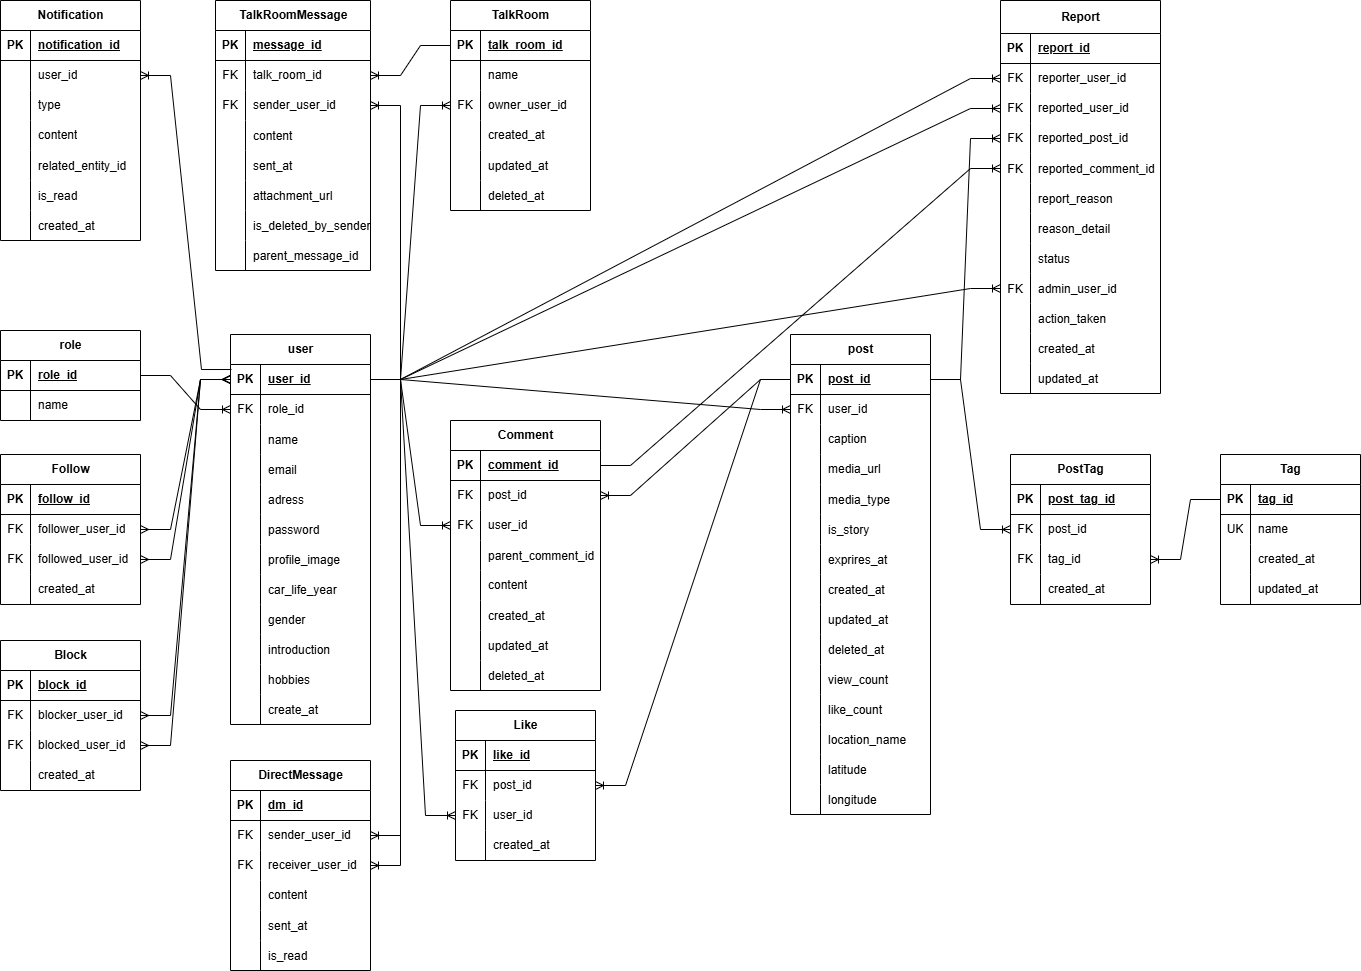 Notification
PK notification_id
user_id
type
content
related_entity_id
is_read
created_at
TalkRoomMessage
PK message_id
FK talk_room_id
FK sender_user_id
content
sent_at
attachment_url
is_deleted_by_sender
parent_message_id
TalkRoom
PK talk_room_id
name
FK owner_user_id
created_at
updated_at
deleted_at
Report
PK report_id
FK reporter_user_id
FK reported_user_id
FK reported_post_id
FK reported_comment_id
report_reason
reason_detail
status
FK admin_user_id
action_taken
created_at
updated_at
role
PK role_id
name
user
PK user_id
FK role_id
name
email
adress
password
profile_image
car_life_year
gender
introduction
hobbies
create_at
post
PK post_id
FK user_id
caption
media_url
media_type
is_story
exprires_at
created_at
updated_at
deleted_at
view_count
like_count
location_name
latitude
longitude
Comment
PK comment_id
FK post_id
FK user_id
parent_comment_id
content
created_at
updated_at
deleted_at
Follow
PK follow_id
FK follower_user_id
FK followed_user_id
created_at
PostTag
PK post_tag_id
FK post_id
FK tag_id
created_at
Tag
PK tag_id
UK name
created_at
updated_at
Block
PK block_id
FK blocker_user_id
FK blocked_user_id
created_at
Like
PK like_id
FK post_id
FK user_id
created_at
DirectMessage
PK dm_id
FK sender_user_id
FK receiver_user_id
content
sent_at
is_read